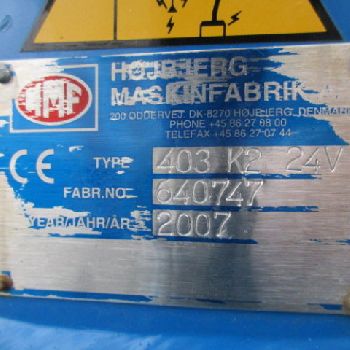 HMF
HØJBJERG
MASKINFABRIK
200 ODDERVEJ, DK-8270 HØJBJERG, DENMARK
PHONE +45 86 27 08 00
TELEFAX +45 86 27 07 44
CE TYPE 403 K2 24V
FABR.NO. 640747
YEAR/JAHR/ÅR 2007